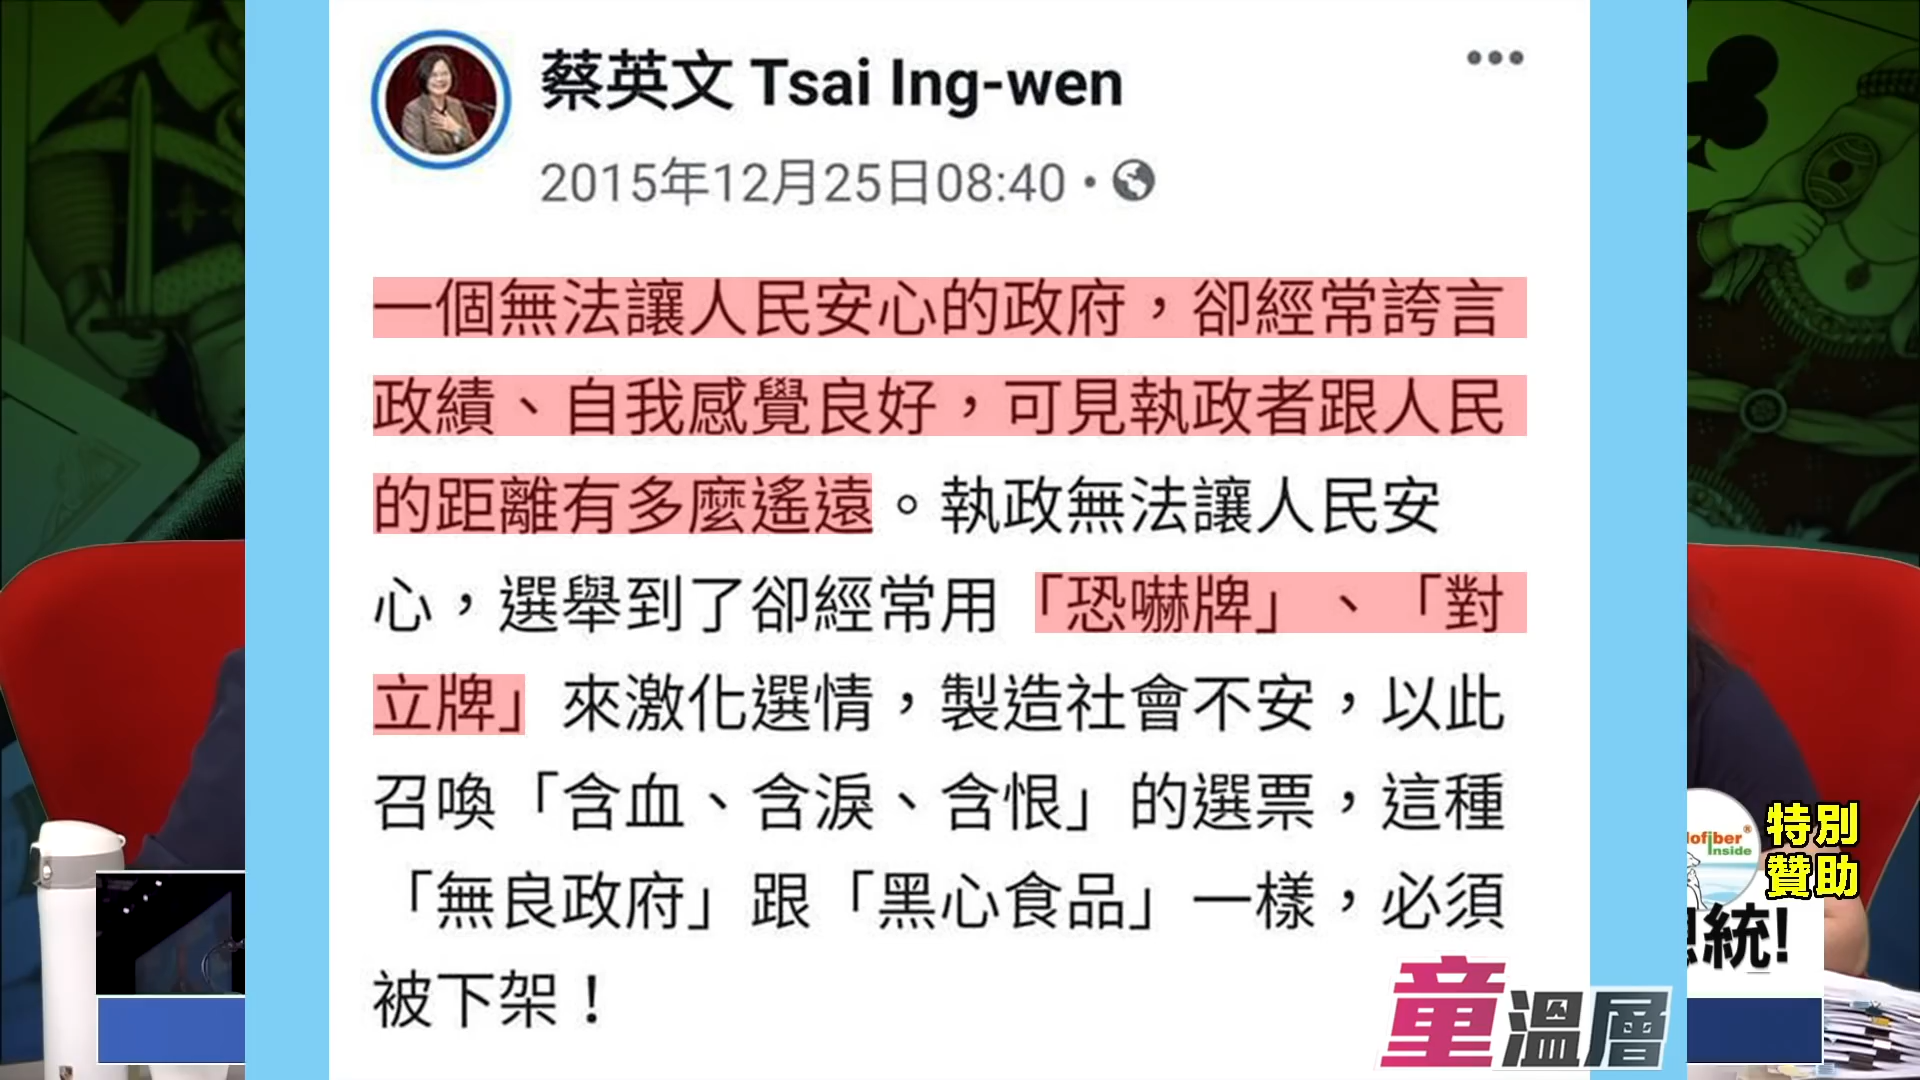 蔡英文 Tsai Ing-wen
2015年12月25日08:40 •
一個無法讓人民安心的政府，卻經常誇言
政績、自我感覺良好，可見執政者跟人民
的距離有多麼遙遠。執政無法讓人民安
心，選舉到了卻經常用「恐嚇牌」、「對
立牌」來激化選情，製造社會不安，以此
召喚「含血、含淚、含恨」的選票，這種
「無良政府」跟「黑心食品」一樣，必須
被下架！
lofiber®
Inside
特別
贊助
統!
童溫層